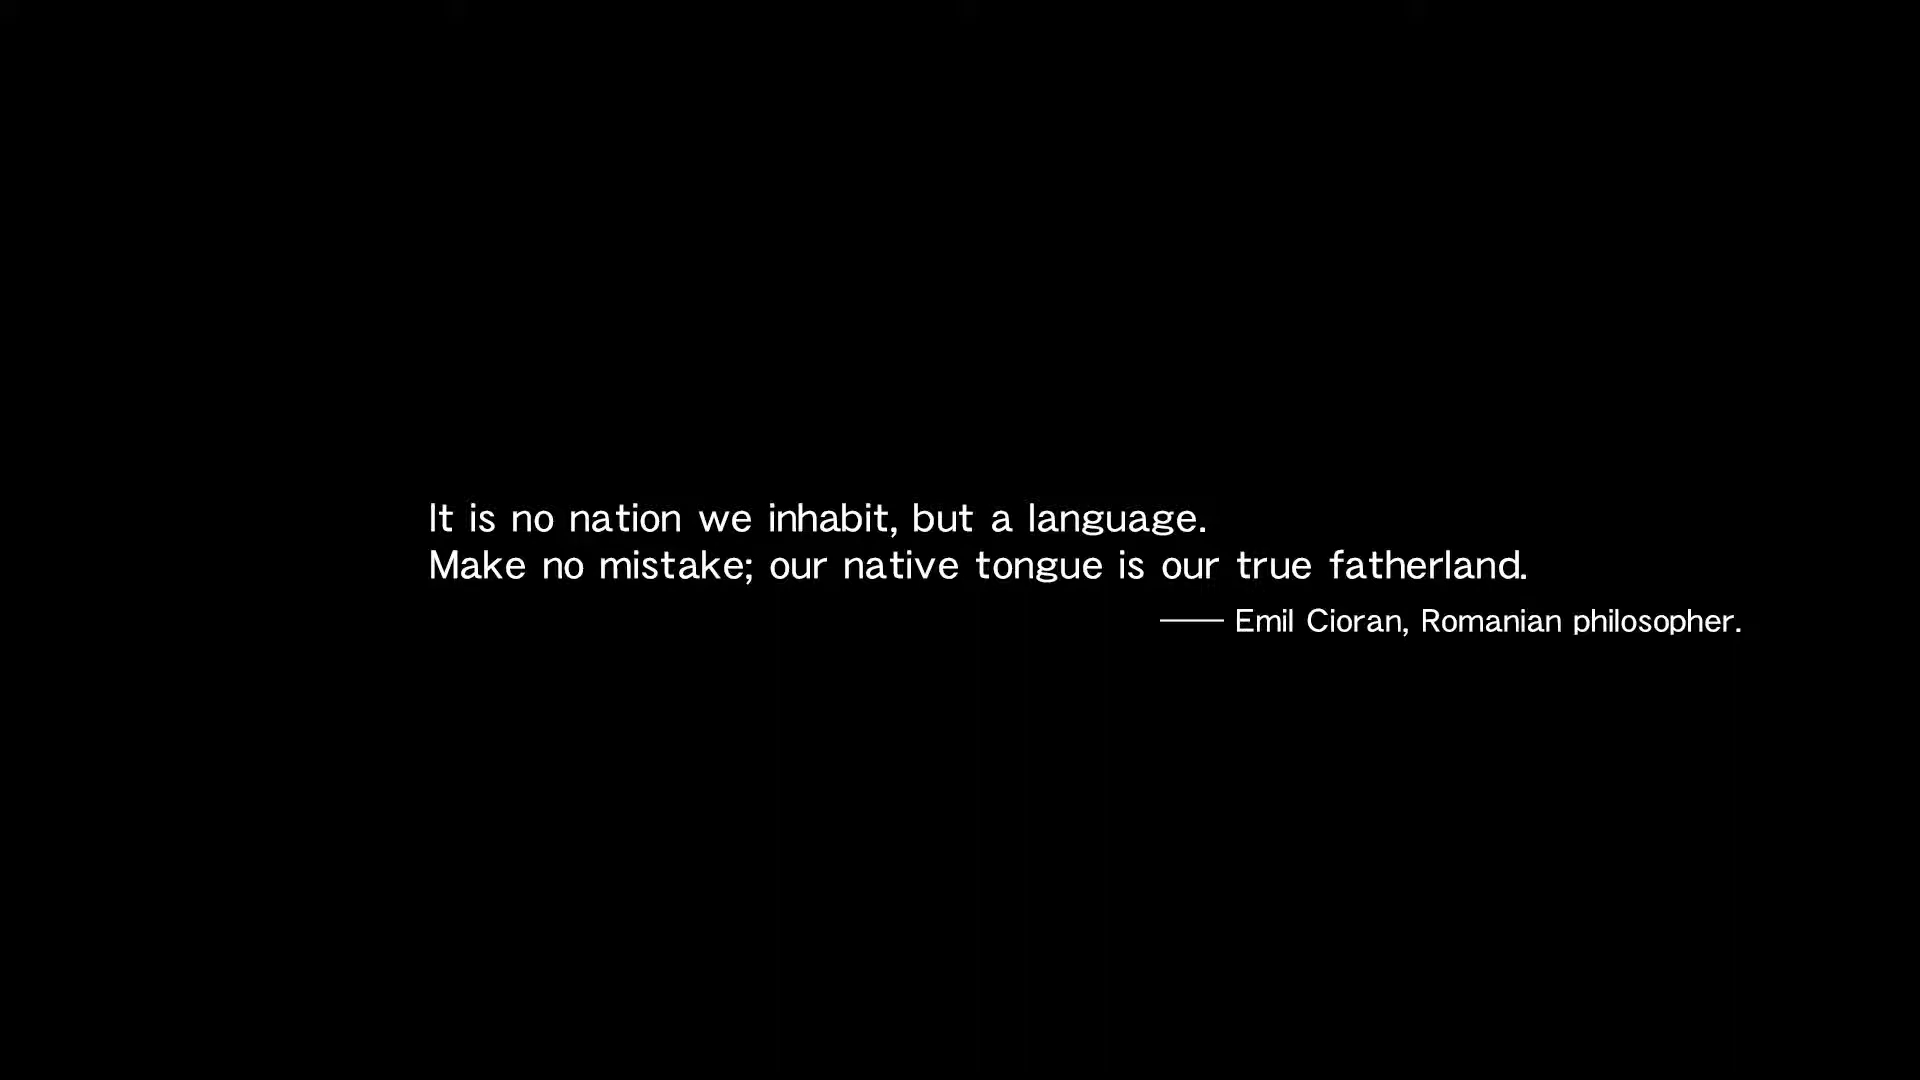 It is no nation we inhabit, but a language.
Make no mistake; our native tongue is our true fatherland.
—— Emil Cioran, Romanian philosopher.